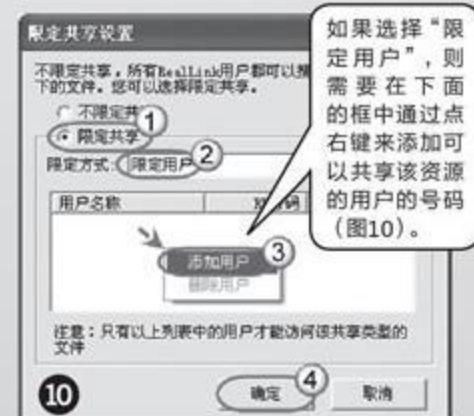 限定共享设置
不限定共享，所有RealLink用户都可以
下的文件。您可以选择限定共享。
不限定共
限定共享 1
限定方式： 限定用户 2
用户名称
添加用户 3
删除用户
注意：只有以上列表中的用户才能访问该共享类型的
文件
10 确定 4 取消
如果选择“限
定用户”，则
需要在下面
的框中通过点
右键来添加可
以共享该资源
的用户的号码
（图10）。